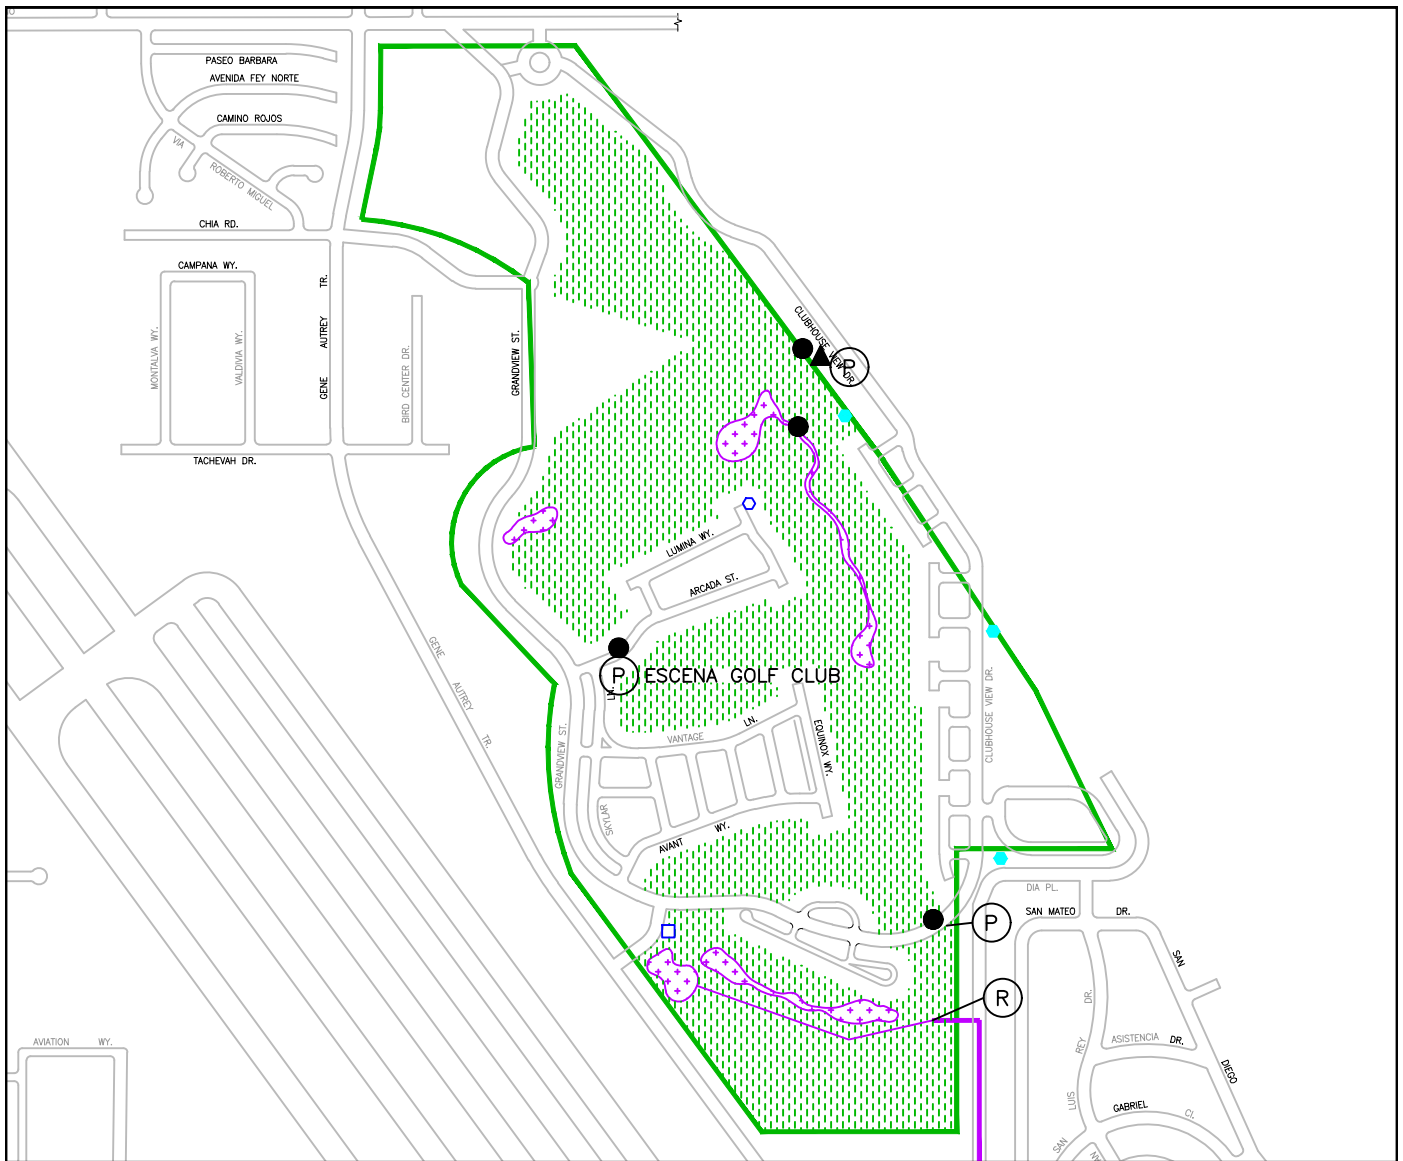 PASEO BARBARA
AVENIDA FEY NORTE
CAMINO ROJOS
VIA
ROBERTO MIGUEL
CHIA RD.
CAMPANA WY.
MONTALVA WY.
VALDIVIA WY.
GENE AUTREY TR.
BIRD CENTER DR.
GRANDVIEW ST.
TACHEVAH DR.
CLUBHOUSE VIEW DR.
P
LUMINA WY.
ARCADA ST.
GENE AUTREY TR.
P ESCENA GOLF CLUB
LN.
GRANDVIEW ST.
VANTAGE LN.
EQUINOX WY.
CLUBHOUSE VIEW DR.
SKYLAR
AVANT WY.
DIA PL.
SAN MATEO DR.
P
SAN
R
AVIATION WY.
DR.
REY
LUIS
SAN
ASISTENCIA DR.
DIEGO
GABRIEL CI.